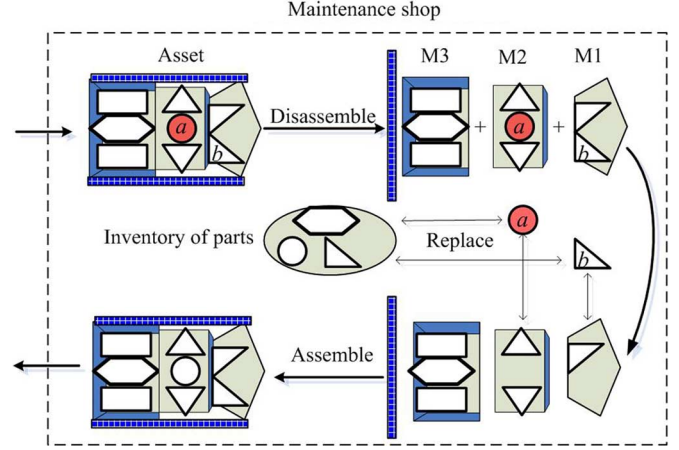 Maintenance shop
Asset
M3
M2
M1
a
b
Disassemble
+
a
+
b
Inventory of parts
Replace
a
b
Assemble